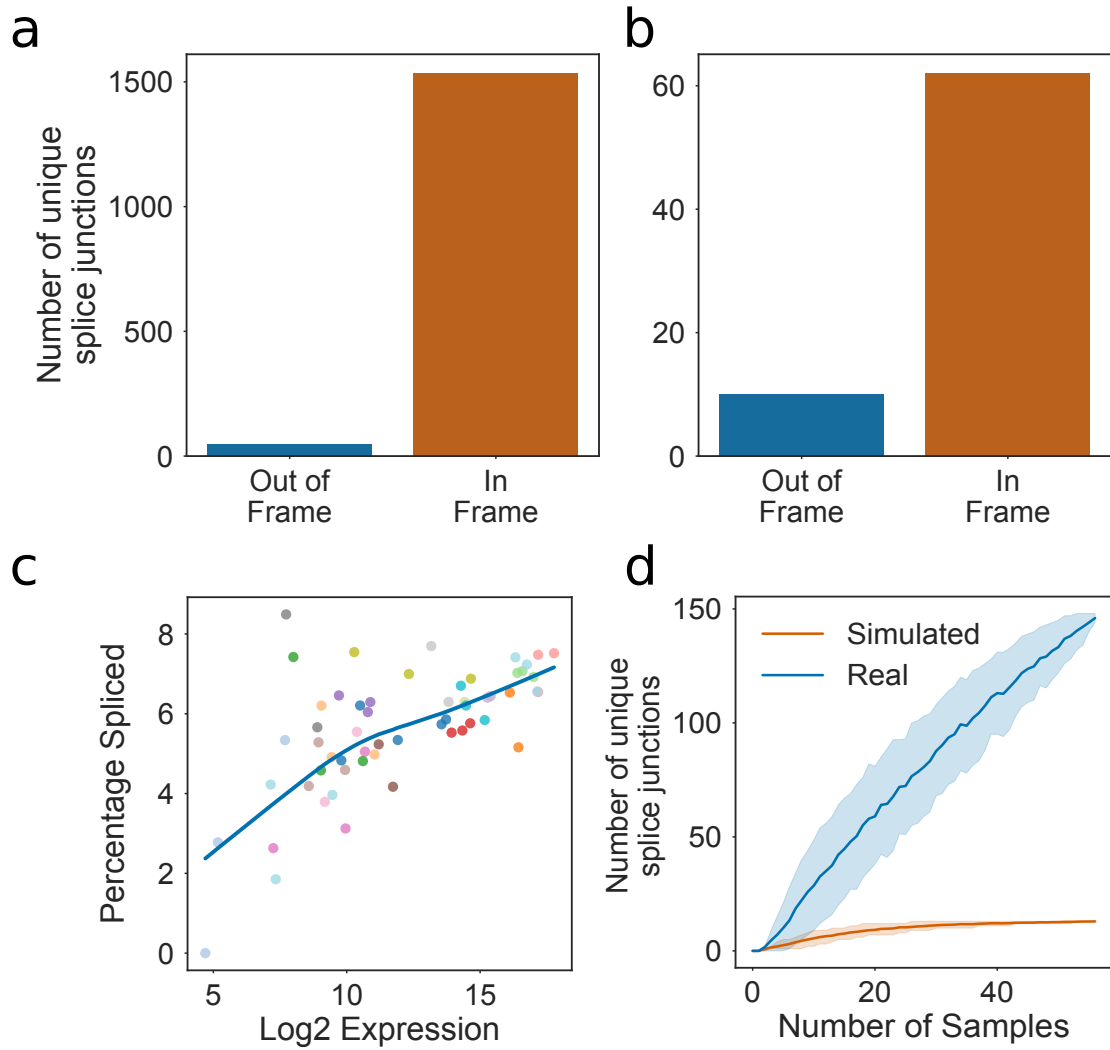 a
Number of unique
splice junctions
1500
1000
500
0
Out of
Frame
In
Frame
b
60
40
20
0
Out of
Frame
In
Frame
c
Percentage Spliced
8
6
4
2
0
5
10
15
Log2 Expression
d
Number of unique
splice junctions
150
100
50
0
Simulated
Real
0
20
40
Number of Samples